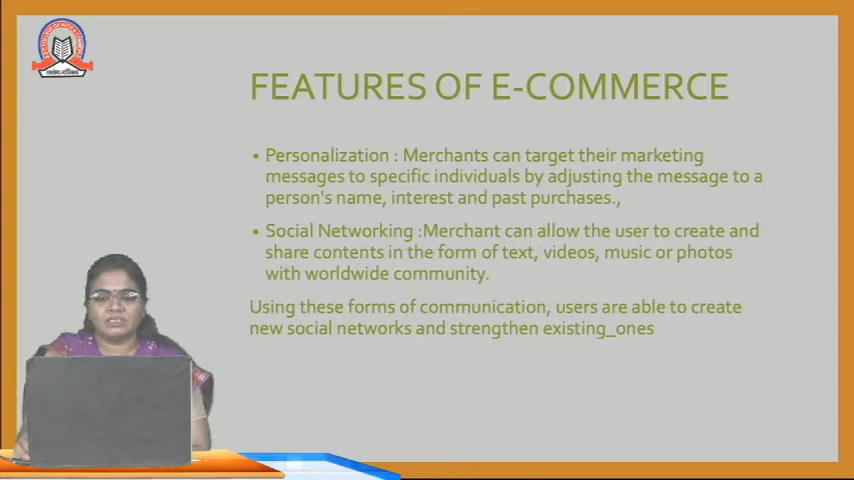 FEATURES OF E-COMMERCE
• Personalization : Merchants can target their marketing
messages to specific individuals by adjusting the message to a
person's name, interest and past purchases.,
• Social Networking :Merchant can allow the user to create and
share contents in the form of text, videos, music or photos
with worldwide community.
Using these forms of communication, users are able to create
new social networks and strengthen existing_ones